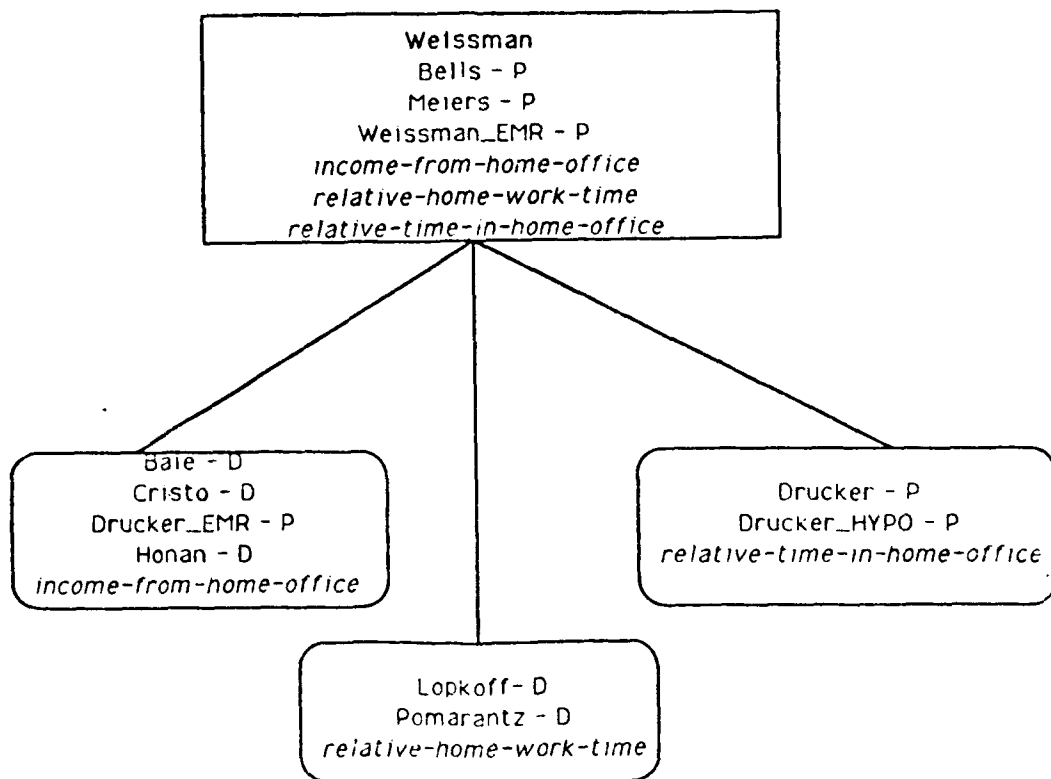 Weissman
Bells - P
Meiers - P
Weissman_EMR - P
income-from-home-office
relative-home-work-time
relative-time-in-home-office
Baie - D
Cristo - D
Drucker_EMR - P
Honan - D
income-from-home-office
Drucker - P
Drucker_HYPO - P
relative-time-in-home-office
Lopkoff- D
Pomarantz - D
relative-home-work-time